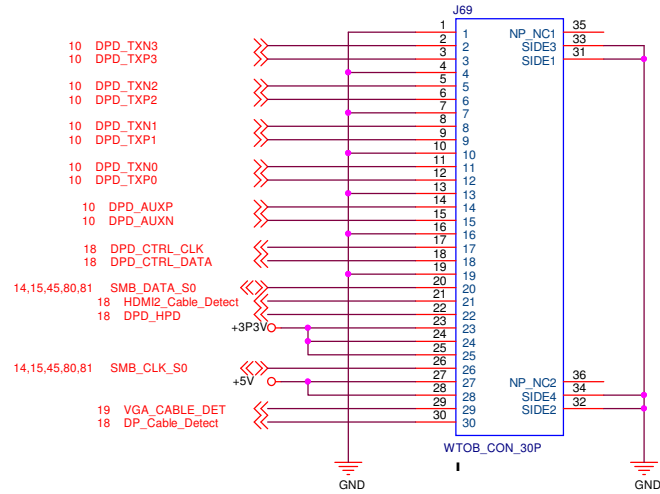 J69
1 1 NP_NC1 35
10 DPD_TXN3 2 2 SIDE3 33
10 DPD_TXP3 3 3 SIDE1 31
4 4
10 DPD_TXN2 5 5
10 DPD_TXP2 6 6
7 7
10 DPD_TXN1 8 8
10 DPD_TXP1 9 9
10 10
10 DPD_TXN0 11 11
10 DPD_TXP0 12 12
13 13
10 DPD_AUXP 14 14
10 DPD_AUXN 15 15
16 16
18 DPD_CTRL_CLK 17 17
18 DPD_CTRL_DATA 18 18
19 19
14,15,45,80,81 SMB_DATA_S0 20 20
18 HDMI2_Cable_Detect 21 21
18 DPD_HPD 22 22
+3P3V 23 23
24 24
25 25
14,15,45,80,81 SMB_CLK_S0 26 26
+5V 27 27 NP_NC2 36
28 28 SIDE4 34
19 VGA_CABLE_DET 29 29 SIDE2 32
18 DP_Cable_Detect 30 30
WTOB_CON_30P
GND GND